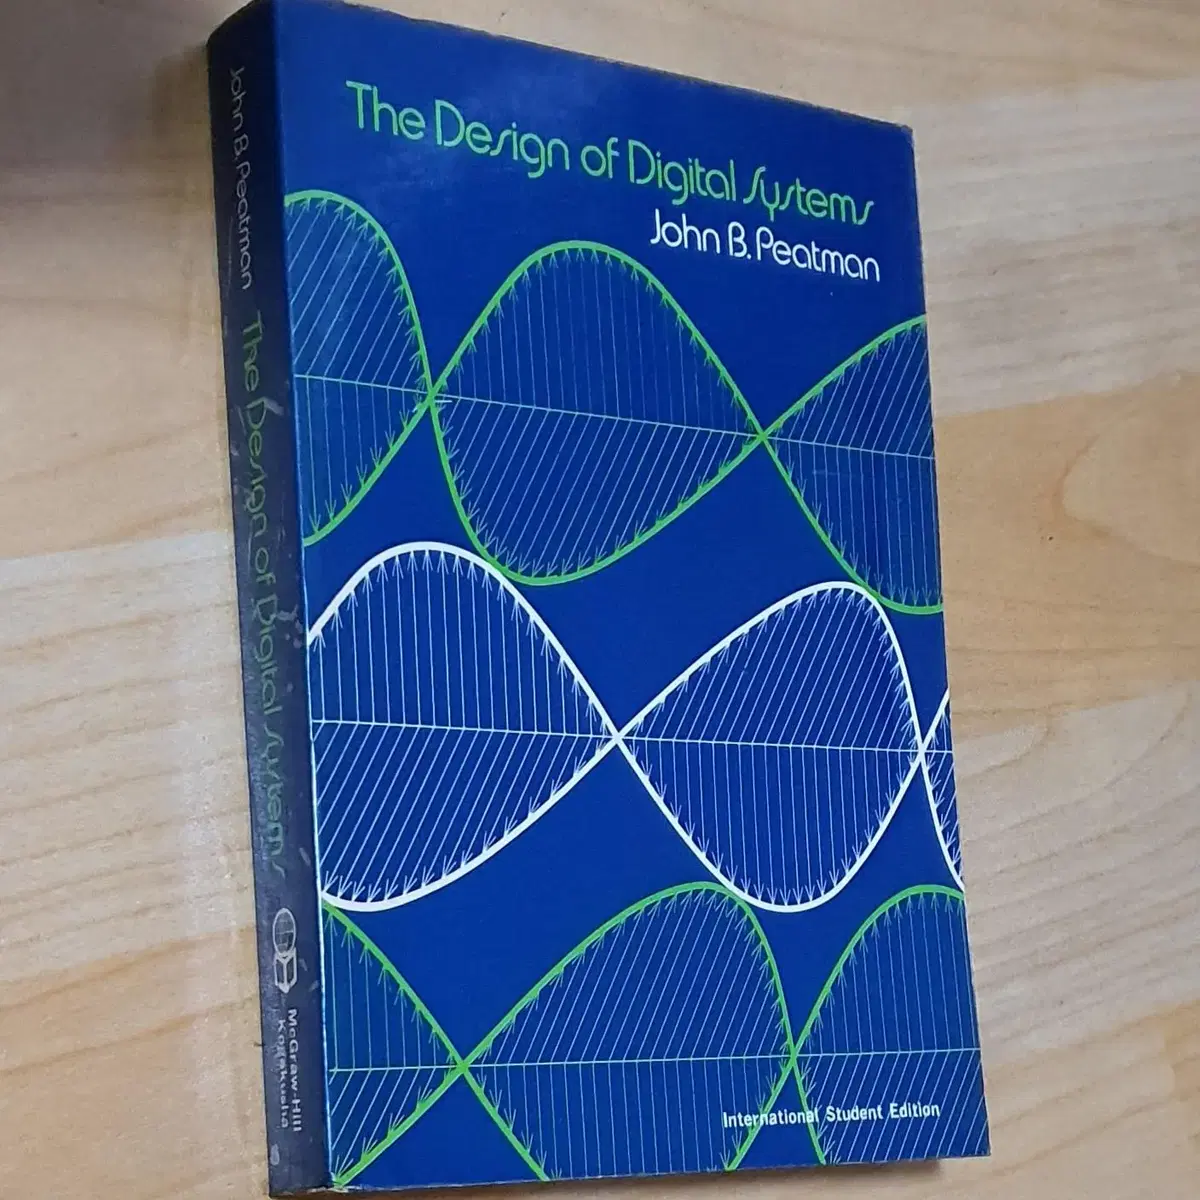 The Design of Digital Systems
John B. Peatman
International Student Edition
John B. Peatman The Design of Digital Systems
McGraw-Hill
Kogakusha